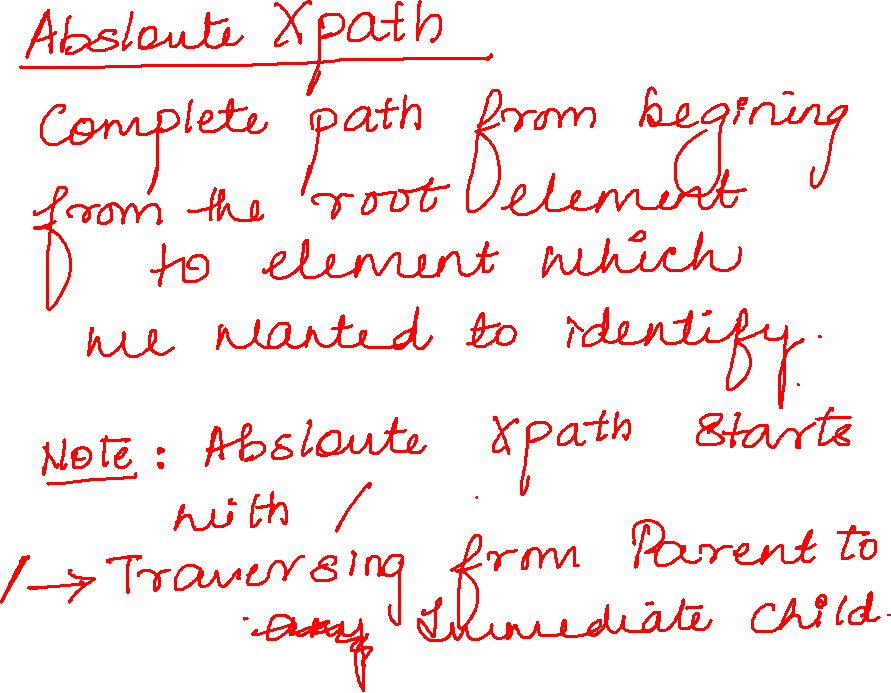 Absloute Xpath
Complete path from begining
from the root element
to element which
we wanted to identify.
Note : Absloute Xpath starts
with /
/ → Traversing from Parent to
Immediate child.